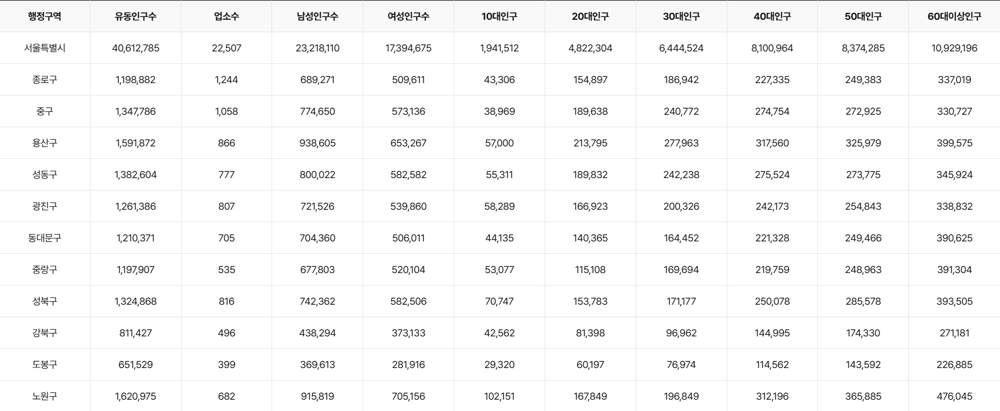 행정구역 유동인구수 업소수 남성인구수 여성인구수 10대인구 20대인구 30대인구 40대인구 50대인구 60대이상인구
서울특별시 40,612,785 22,507 23,218,110 17,394,675 1,941,512 4,822,304 6,444,524 8,100,964 8,374,285 10,929,196
종로구 1,198,882 1,244 689,271 509,611 43,306 154,897 186,942 227,335 249,383 337,019
중구 1,347,786 1,058 774,650 573,136 38,969 189,638 240,772 274,754 272,925 330,727
용산구 1,591,872 866 938,605 653,267 57,000 213,795 277,963 317,560 325,979 399,575
성동구 1,382,604 777 800,022 582,582 55,311 189,832 242,238 275,524 273,775 345,924
광진구 1,261,386 807 721,526 539,860 58,289 166,923 200,326 242,173 254,843 338,832
동대문구 1,210,371 705 704,360 506,011 44,135 140,365 164,452 221,328 249,466 390,625
중랑구 1,197,907 535 677,803 520,104 53,077 115,108 169,694 219,759 248,963 391,304
성북구 1,324,868 816 742,362 582,506 70,747 153,783 171,177 250,078 285,578 393,505
강북구 811,427 496 438,294 373,133 42,562 81,398 96,962 144,995 174,330 271,181
도봉구 651,529 399 369,613 281,916 29,320 60,197 76,974 114,562 143,592 226,885
노원구 1,620,975 682 915,819 705,156 102,151 167,849 196,849 312,196 365,885 476,045